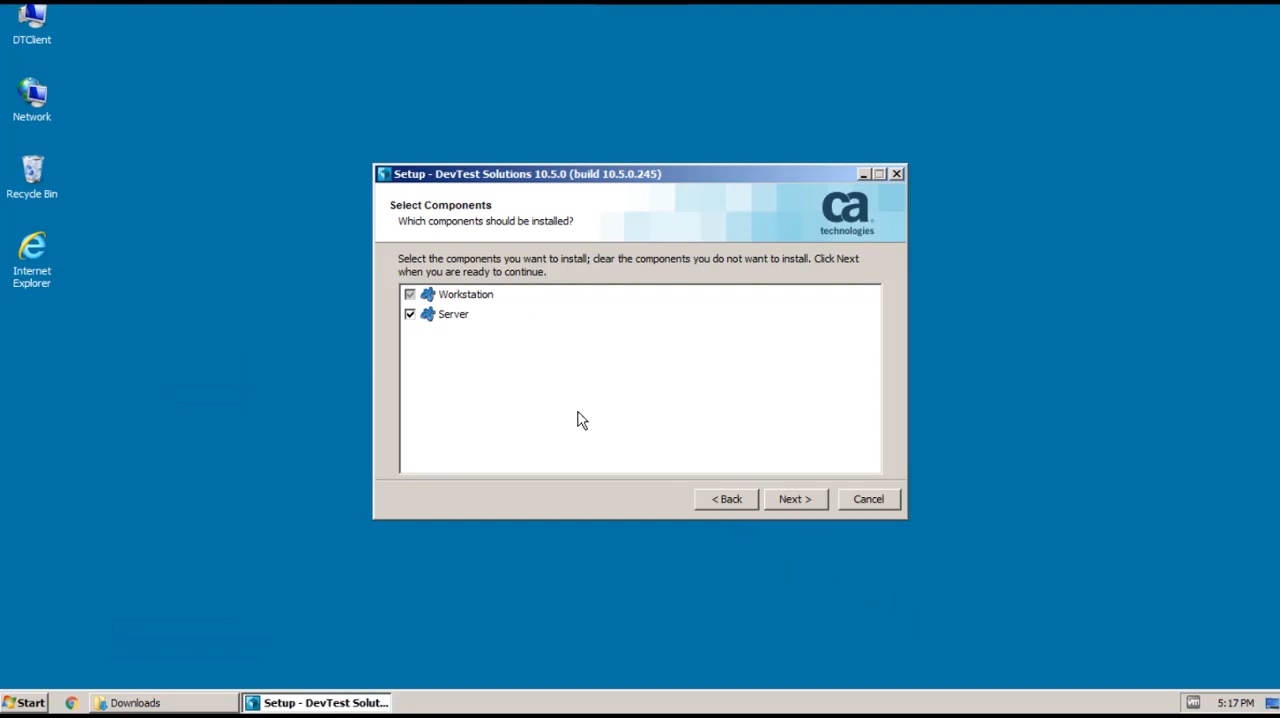 DTClient
Network
Recycle Bin
Internet
Explorer
Setup - DevTest Solutions 10.5.0 (build 10.5.0.245)
Select Components
Which components should be installed?
ca
technologies
Select the components you want to install; clear the components you do not want to install. Click Next
when you are ready to continue.
Workstation
Server
< Back
Next >
Cancel
Start
Downloads
Setup - DevTest Solut...
5:17 PM